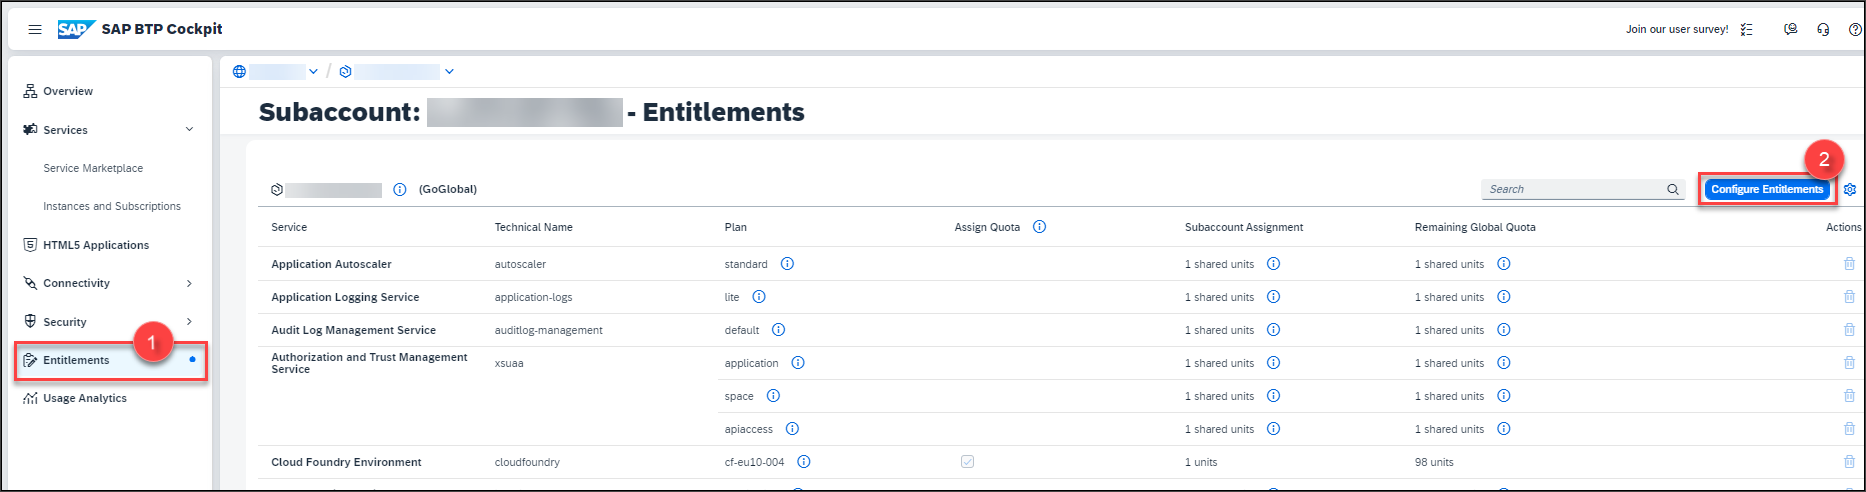 SAP SAP BTP Cockpit
Join our user survey!
Overview
Services
Service Marketplace
Instances and Subscriptions
HTML5 Applications
Connectivity
Security
1
Entitlements
Usage Analytics
/
Subaccount: - Entitlements
2
(GoGlobal)
Search
Configure Entitlements
Service Technical Name Plan Assign Quota Subaccount Assignment Remaining Global Quota Actions
Application Autoscaler autoscaler standard 1 shared units 1 shared units
Application Logging Service application-logs lite 1 shared units 1 shared units
Audit Log Management Service auditlog-management default 1 shared units 1 shared units
Authorization and Trust Management
Service xsuaa application 1 shared units 1 shared units
space 1 shared units 1 shared units
apiaccess 1 shared units 1 shared units
Cloud Foundry Environment cloudfoundry cf-eu10-004 1 units 98 units